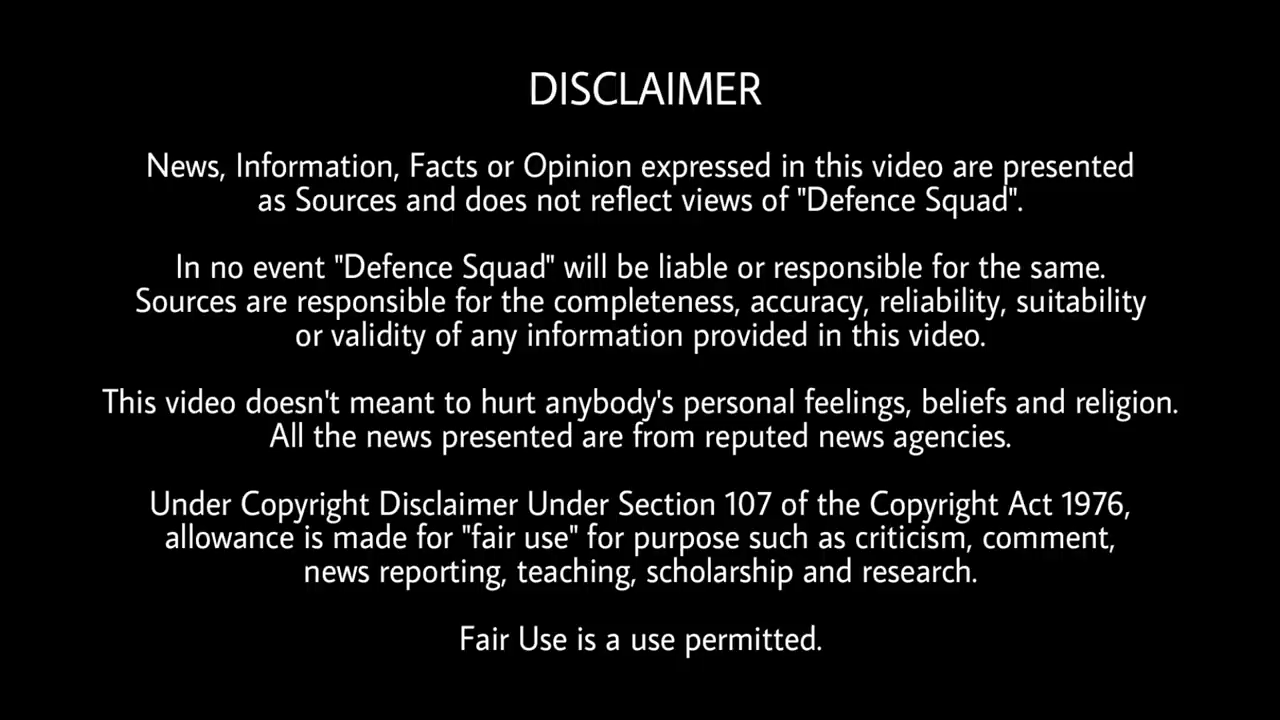 DISCLAIMER
News, Information, Facts or Opinion expressed in this video are presented
as Sources and does not reflect views of "Defence Squad".
In no event "Defence Squad" will be liable or responsible for the same.
Sources are responsible for the completeness, accuracy, reliability, suitability
or validity of any information provided in this video.
This video doesn't meant to hurt anybody's personal feelings, beliefs and religion.
All the news presented are from reputed news agencies.
Under Copyright Disclaimer Under Section 107 of the Copyright Act 1976,
allowance is made for "fair use" for purpose such as criticism, comment,
news reporting, teaching, scholarship and research.
Fair Use is a use permitted.